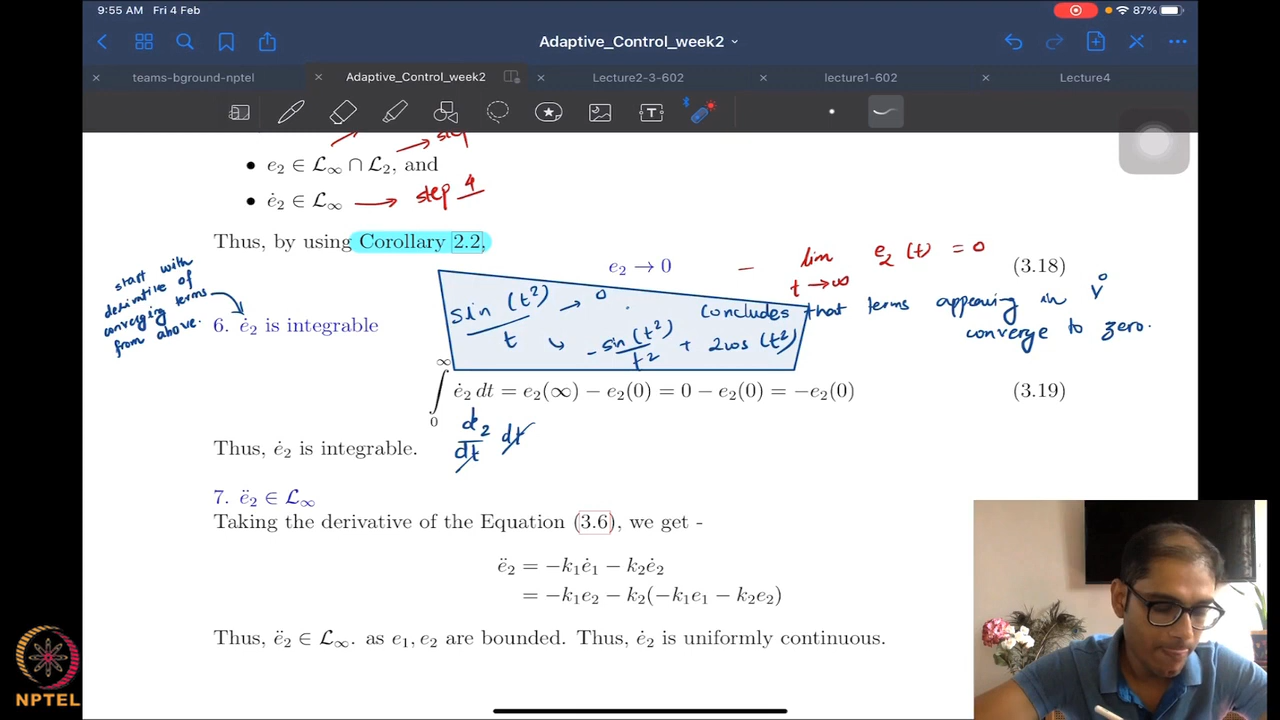 9:55 AM Fri 4 Feb
87%
Adaptive_Control_week2
teams-bground-nptel
Adaptive_Control_week2
Lecture2-3-602
lecture1-602
Lecture4
→ step
• e₂ ∈ 𝓛∞ ∩ 𝓛₂, and
• ė₂ ∈ 𝓛∞ → step 4
Thus, by using Corollary 2.2,
e₂ → 0 — lim t→∞ e₂(t) = 0 (3.18)
start with
derivative of
converging terms
from above.
6. ė₂ is integrable
sin(t²)/t → 0
↳ -sin(t²)/t² + 2cos(t²)
Concludes that terms appearing in V̇
converge to zero.
∫₀^∞ ė₂ dt = e₂(∞) − e₂(0) = 0 − e₂(0) = −e₂(0) (3.19)
d₂/dt dt
Thus, ė₂ is integrable.
7. ë₂ ∈ 𝓛∞
Taking the derivative of the Equation (3.6), we get -
ë₂ = −k₁ė₁ − k₂ė₂
= −k₁e₂ − k₂(−k₁e₁ − k₂e₂)
Thus, ë₂ ∈ 𝓛∞. as e₁, e₂ are bounded. Thus, ė₂ is uniformly continuous.
NPTEL